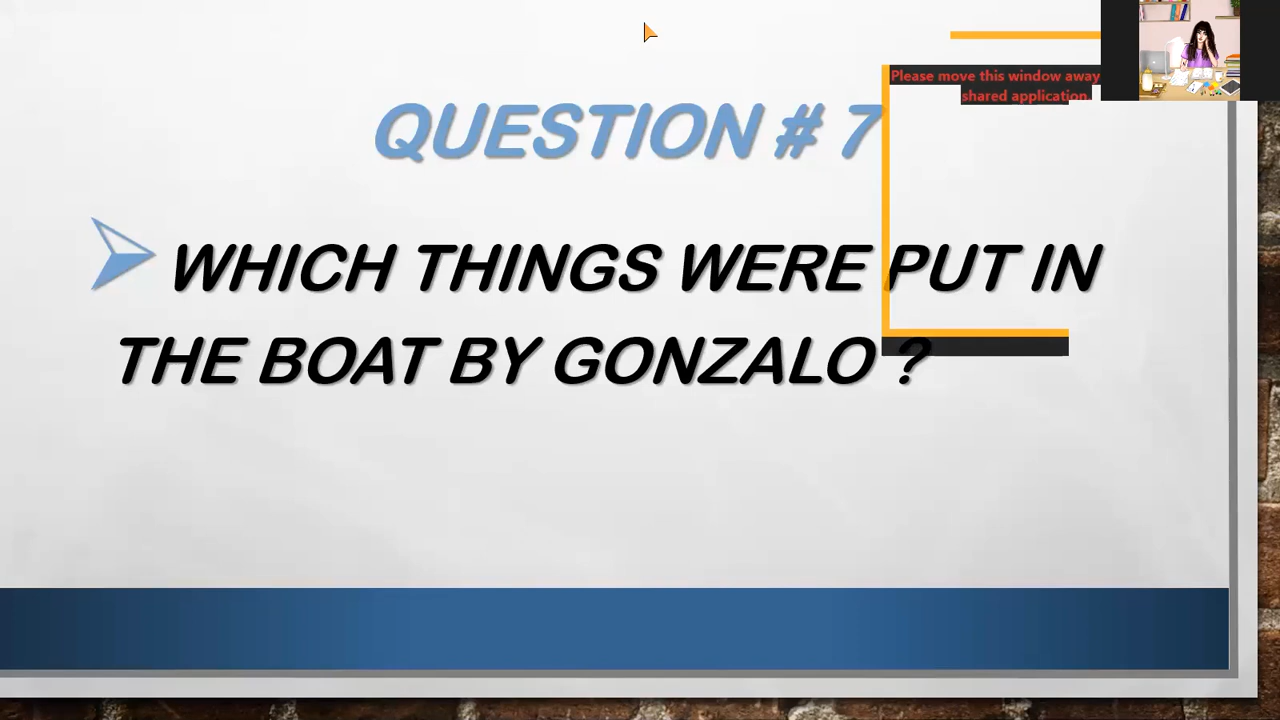 Please move this window away
shared application.
QUESTION # 7
WHICH THINGS WERE PUT IN
THE BOAT BY GONZALO ?